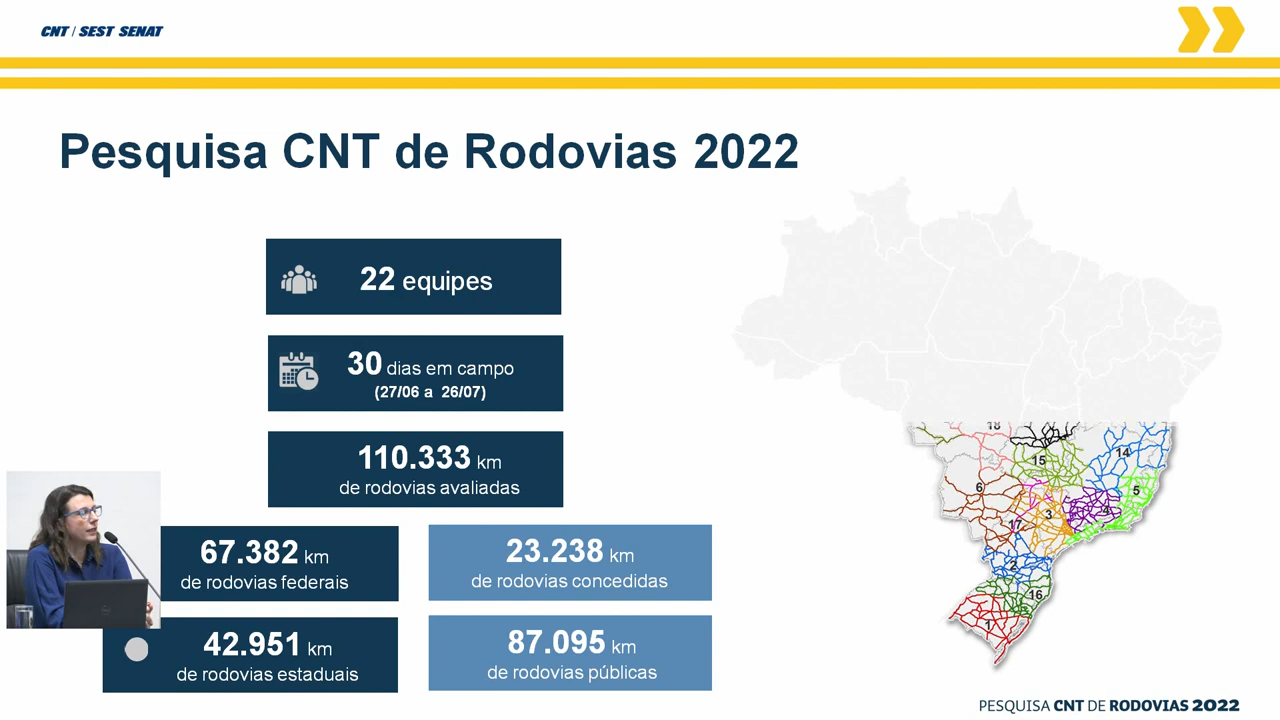 CNT / SEST SENAT
Pesquisa CNT de Rodovias 2022
22 equipes
30 dias em campo
(27/06 a 26/07)
110.333 km
de rodovias avaliadas
67.382 km
de rodovias federais
23.238 km
de rodovias concedidas
42.951 km
de rodovias estaduais
87.095 km
de rodovias públicas
18
15
14
6
5
3
4
17
2
16
1
PESQUISA CNT DE RODOVIAS 2022